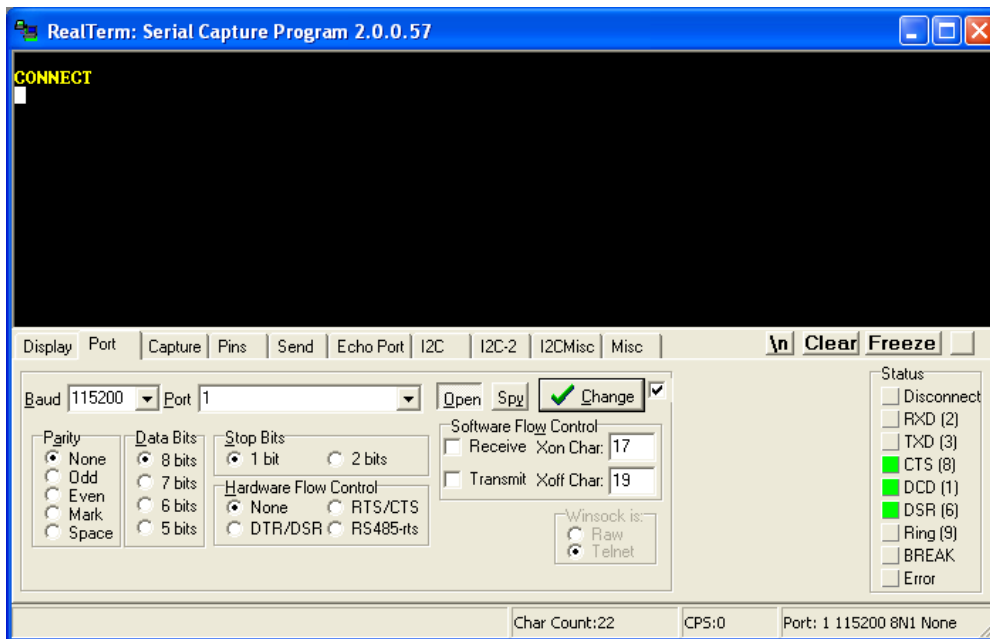 RealTerm: Serial Capture Program 2.0.0.57
CONNECT
Display Port Capture Pins Send Echo Port I2C I2C-2 I2CMisc Misc \n Clear Freeze
Baud 115200 Port 1 Open Spy Change
Parity
None
Odd
Even
Mark
Space
Data Bits
8 bits
7 bits
6 bits
5 bits
Stop Bits
1 bit 2 bits
Hardware Flow Control
None RTS/CTS
DTR/DSR RS485-rts
Software Flow Control
Receive Xon Char: 17
Transmit Xoff Char: 19
Winsock is:
Raw
Telnet
Status
Disconnect
RXD (2)
TXD (3)
CTS (8)
DCD (1)
DSR (6)
Ring (9)
BREAK
Error
Char Count:22 CPS:0 Port: 1 115200 8N1 None